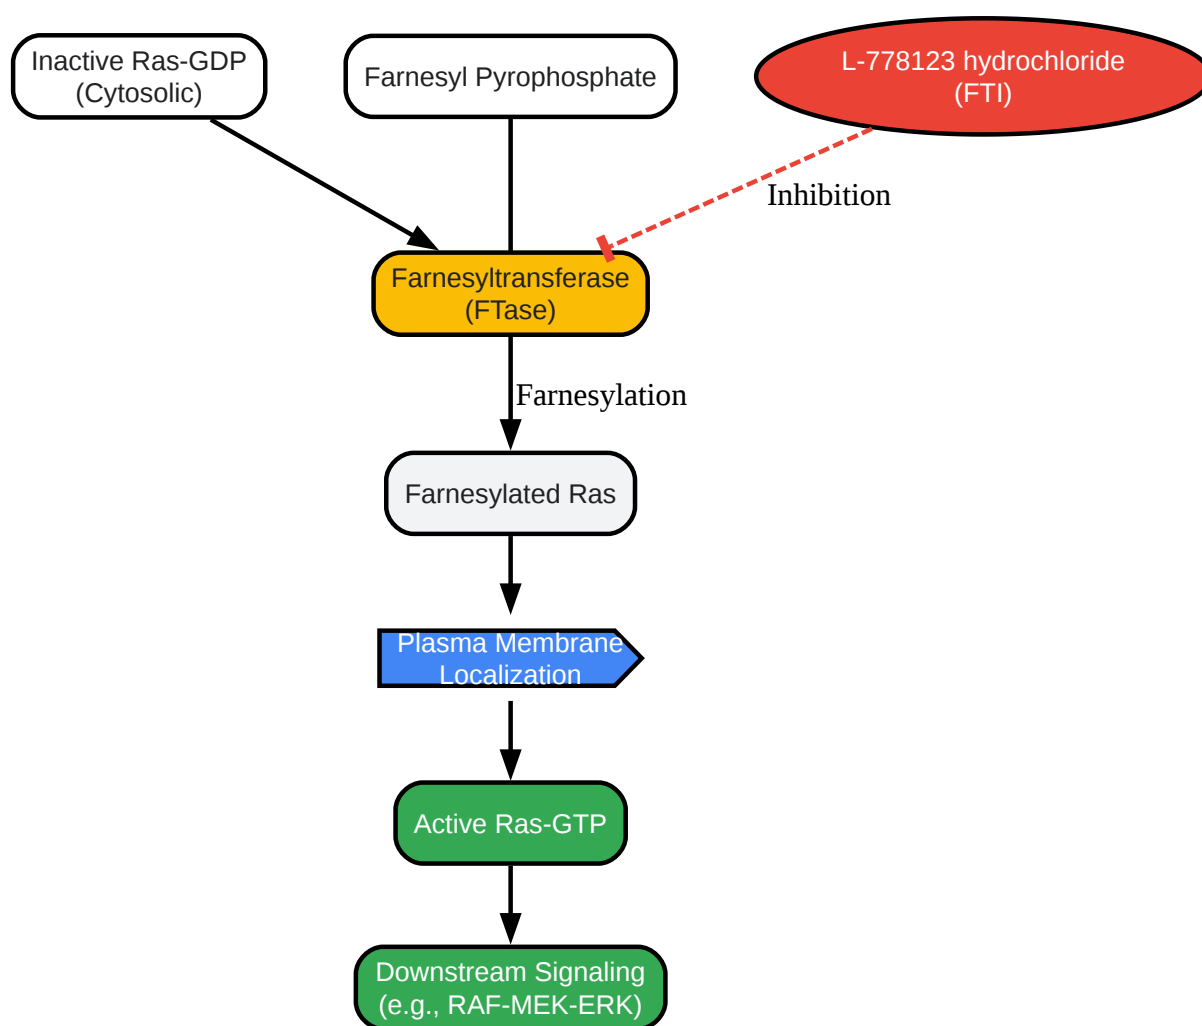 Inactive Ras-GDP
(Cytosolic)
Farnesyl Pyrophosphate
L-778123 hydrochloride
(FTI)
Inhibition
Farnesyltransferase
(FTase)
Farnesylation
Farnesylated Ras
Plasma Membrane
Localization
Active Ras-GTP
Downstream Signaling
(e.g., RAF-MEK-ERK)